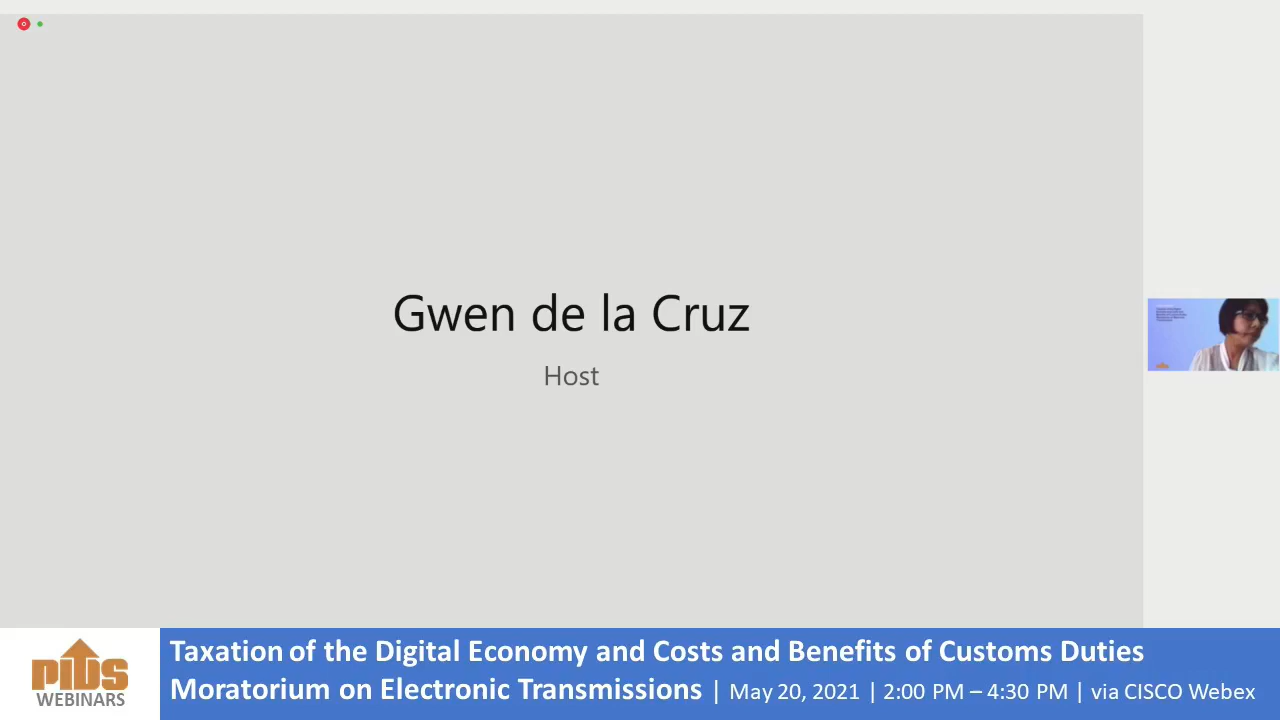 Gwen de la Cruz
Host
PIDS
WEBINARS
Taxation of the Digital Economy and Costs and Benefits of Customs Duties
Moratorium on Electronic Transmissions | May 20, 2021 | 2:00 PM – 4:30 PM | via CISCO Webex